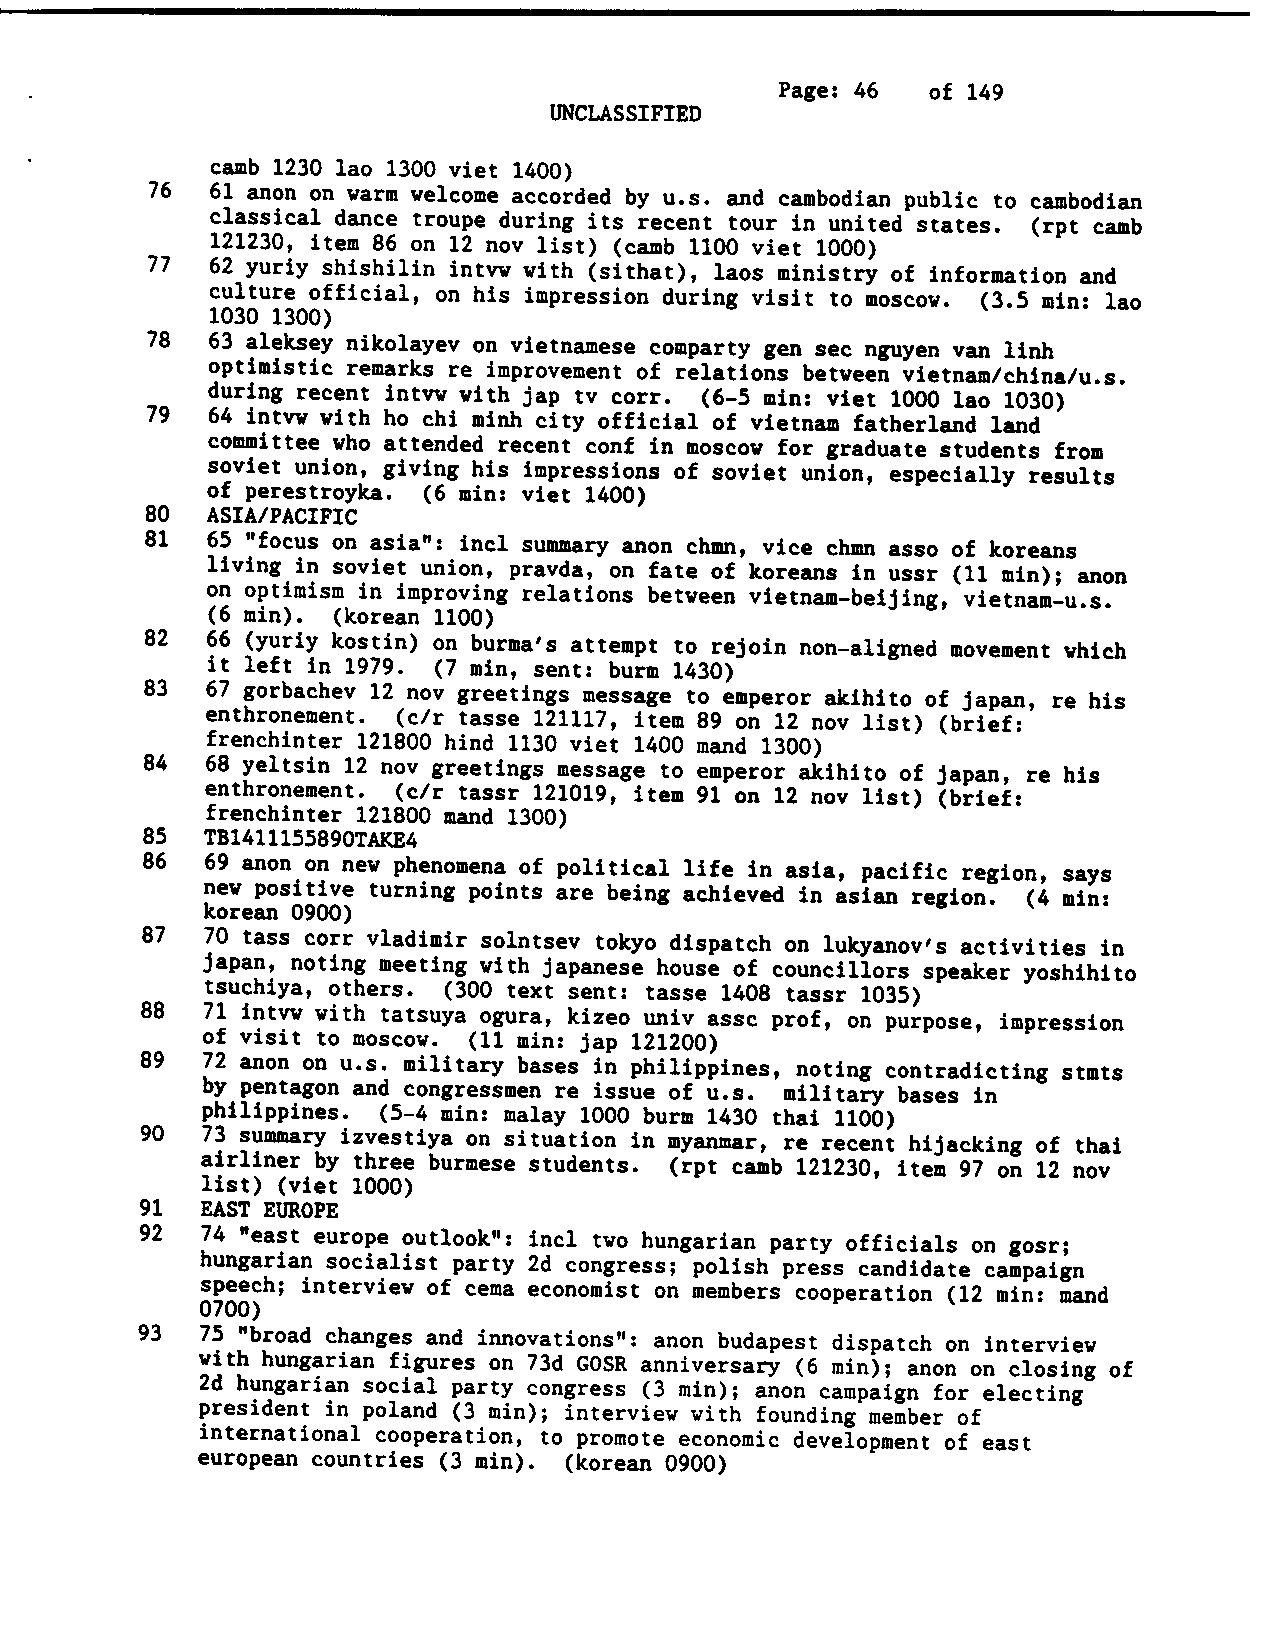 Page: 46 of 149
UNCLASSIFIED
camb 1230 lao 1300 viet 1400)
76 61 anon on warm welcome accorded by u.s. and cambodian public to cambodian
classical dance troupe during its recent tour in united states. (rpt camb
121230, item 86 on 12 nov list) (camb 1100 viet 1000)
77 62 yuriy shishilin intvw with (sithat), laos ministry of information and
culture official, on his impression during visit to moscow. (3.5 min: lao
1030 1300)
78 63 aleksey nikolayev on vietnamese comparty gen sec nguyen van linh
optimistic remarks re improvement of relations between vietnam/china/u.s.
during recent intvw with jap tv corr. (6-5 min: viet 1000 lao 1030)
79 64 intvw with ho chi minh city official of vietnam fatherland land
committee who attended recent conf in moscow for graduate students from
soviet union, giving his impressions of soviet union, especially results
of perestroyka. (6 min: viet 1400)
80 ASIA/PACIFIC
81 65 "focus on asia": incl summary anon chmn, vice chmn asso of koreans
living in soviet union, pravda, on fate of koreans in ussr (11 min); anon
on optimism in improving relations between vietnam-beijing, vietnam-u.s.
(6 min). (korean 1100)
82 66 (yuriy kostin) on burma's attempt to rejoin non-aligned movement which
it left in 1979. (7 min, sent: burm 1430)
83 67 gorbachev 12 nov greetings message to emperor akihito of japan, re his
enthronement. (c/r tasse 121117, item 89 on 12 nov list) (brief:
frenchinter 121800 hind 1130 viet 1400 mand 1300)
84 68 yeltsin 12 nov greetings message to emperor akihito of japan, re his
enthronement. (c/r tassr 121019, item 91 on 12 nov list) (brief:
frenchinter 121800 mand 1300)
85 TB1411155890TAKE4
86 69 anon on new phenomena of political life in asia, pacific region, says
new positive turning points are being achieved in asian region. (4 min:
korean 0900)
87 70 tass corr vladimir solntsev tokyo dispatch on lukyanov's activities in
japan, noting meeting with japanese house of councillors speaker yoshihito
tsuchiya, others. (300 text sent: tasse 1408 tassr 1035)
88 71 intvw with tatsuya ogura, kizeo univ assc prof, on purpose, impression
of visit to moscow. (11 min: jap 121200)
89 72 anon on u.s. military bases in philippines, noting contradicting stmts
by pentagon and congressmen re issue of u.s. military bases in
philippines. (5-4 min: malay 1000 burm 1430 thai 1100)
90 73 summary izvestiya on situation in myanmar, re recent hijacking of thai
airliner by three burmese students. (rpt camb 121230, item 97 on 12 nov
list) (viet 1000)
91 EAST EUROPE
92 74 "east europe outlook": incl two hungarian party officials on gosr;
hungarian socialist party 2d congress; polish press candidate campaign
speech; interview of cema economist on members cooperation (12 min: mand
0700)
93 75 "broad changes and innovations": anon budapest dispatch on interview
with hungarian figures on 73d GOSR anniversary (6 min); anon on closing of
2d hungarian social party congress (3 min); anon campaign for electing
president in poland (3 min); interview with founding member of
international cooperation, to promote economic development of east
european countries (3 min). (korean 0900)